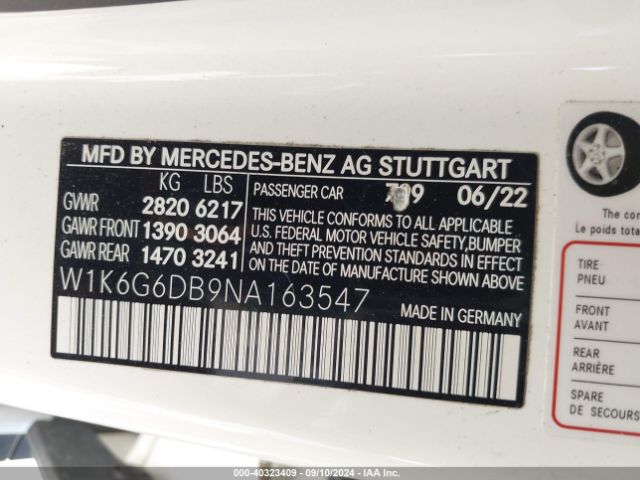 MFD BY MERCEDES-BENZ AG STUTTGART
KG LBS
GVWR 2820 6217
GAWR FRONT 1390 3064
GAWR REAR 1470 3241
PASSENGER CAR 06/22
THIS VEHICLE CONFORMS TO ALL APPLICABLE
U.S. FEDERAL MOTOR VEHICLE SAFETY, BUMPER
AND THEFT PREVENTION STANDARDS IN EFFECT
ON THE DATE OF MANUFACTURE SHOWN ABOVE
W1K6G6DB9NA163547
MADE IN GERMANY
The com
Le poids total
TIRE
PNEU
FRONT
AVANT
REAR
ARRIÈRE
SPARE
DE SECOURS
000-40323409 - 09/10/2024 - IAA Inc.